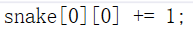 snake[0][0] += 1;